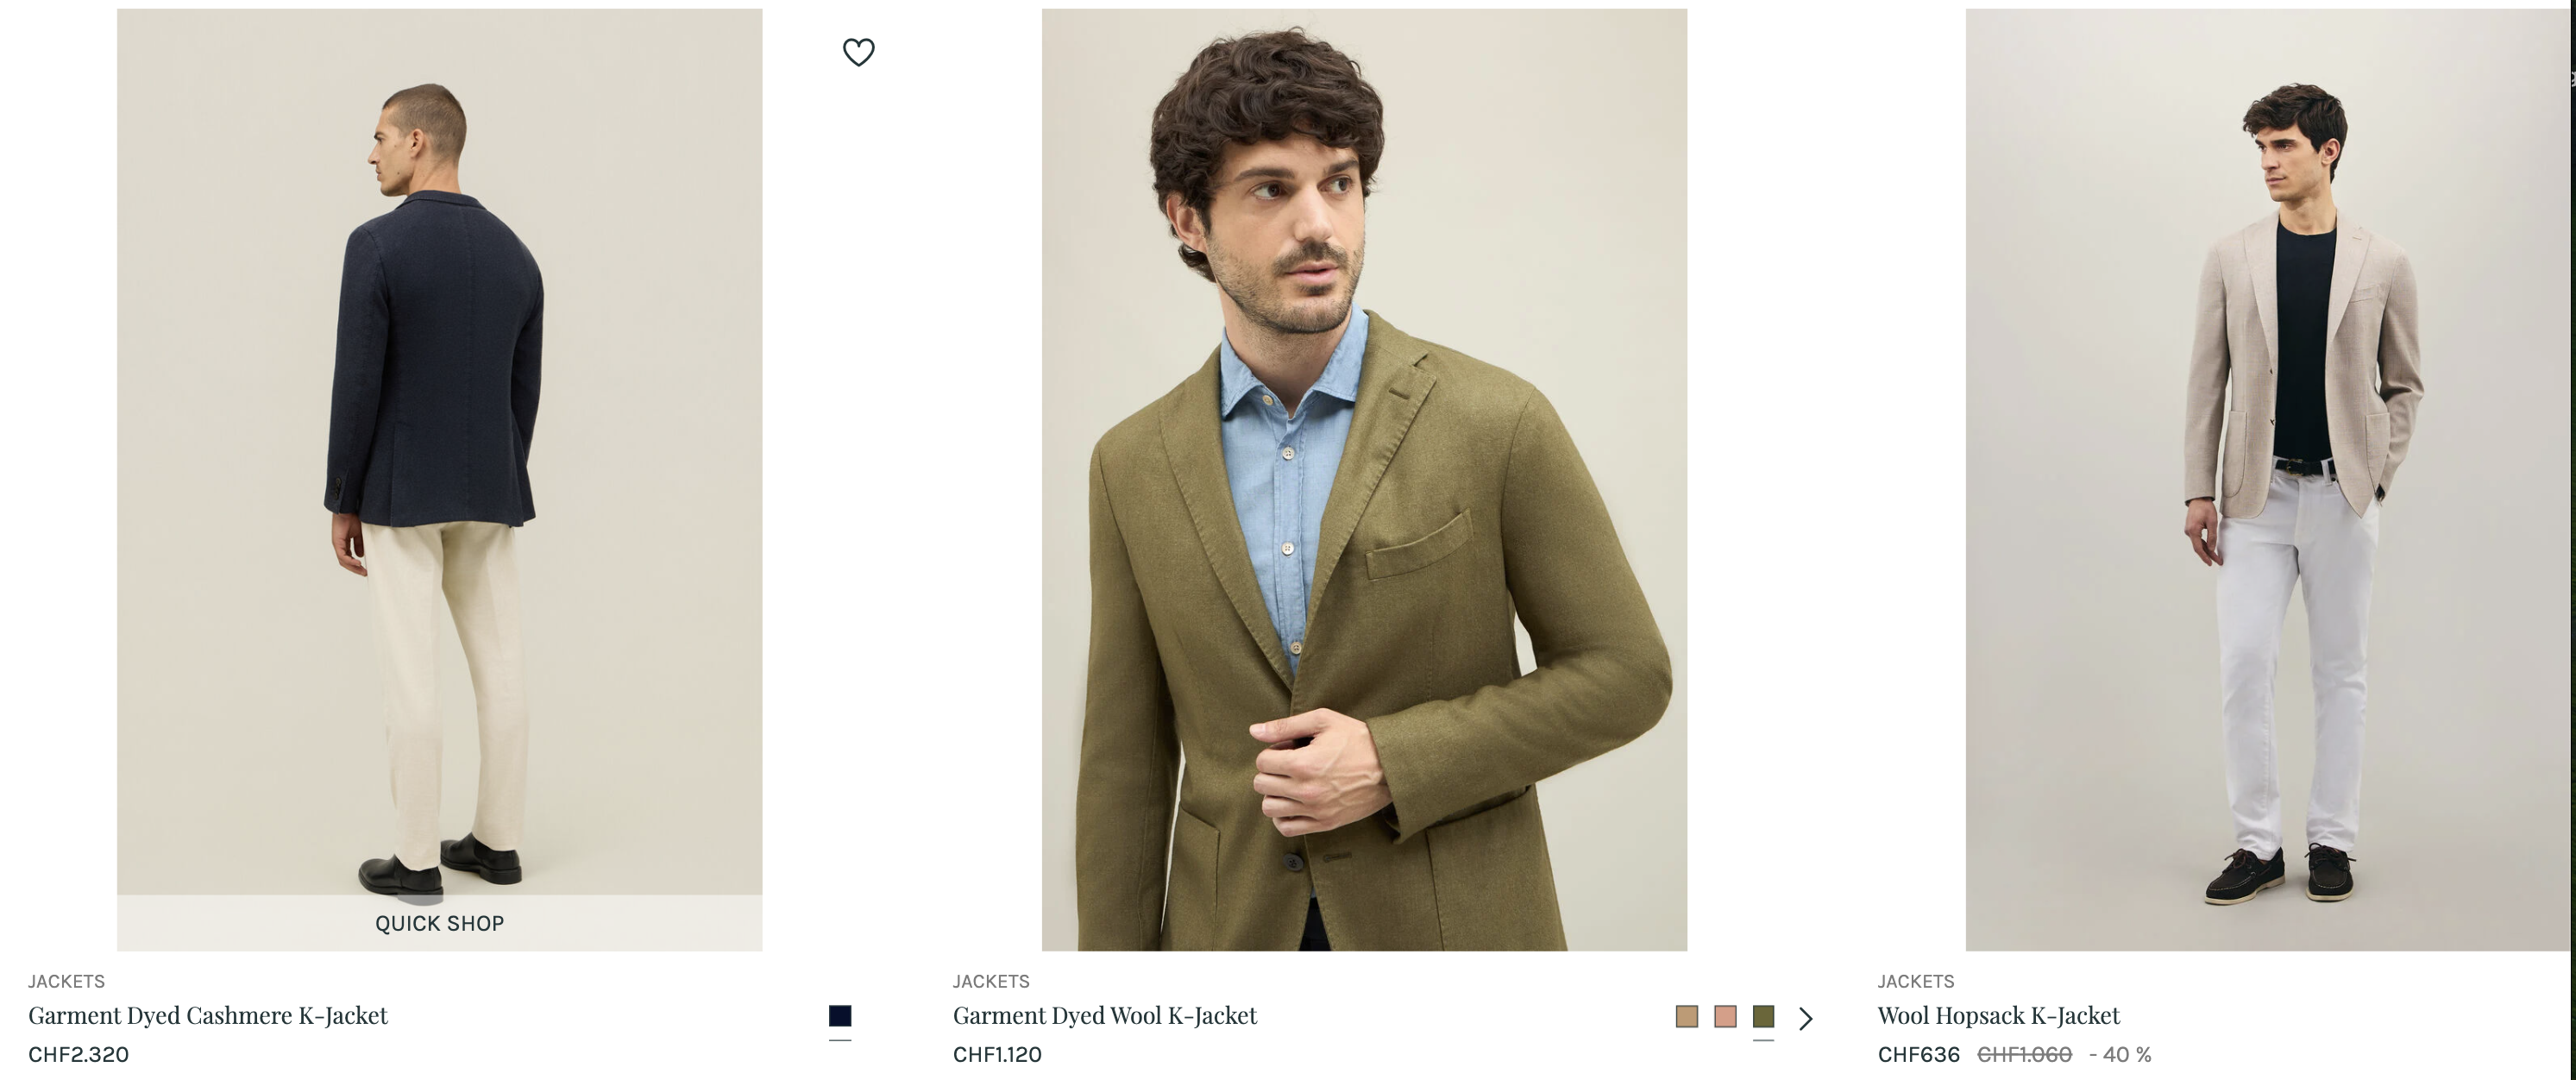 QUICK SHOP
JACKETS
Garment Dyed Cashmere K-Jacket
CHF2.320
JACKETS
Garment Dyed Wool K-Jacket
CHF1.120
JACKETS
Wool Hopsack K-Jacket
CHF636 CHF1.060 - 40 %